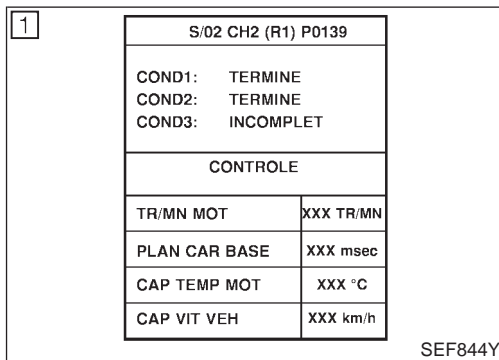 1
S/02 CH2 (R1) P0139
COND1: TERMINE
COND2: TERMINE
COND3: INCOMPLET
CONTROLE
TR/MN MOT XXX TR/MN
PLAN CAR BASE XXX msec
CAP TEMP MOT XXX °C
CAP VIT VEH XXX km/h
SEF844Y